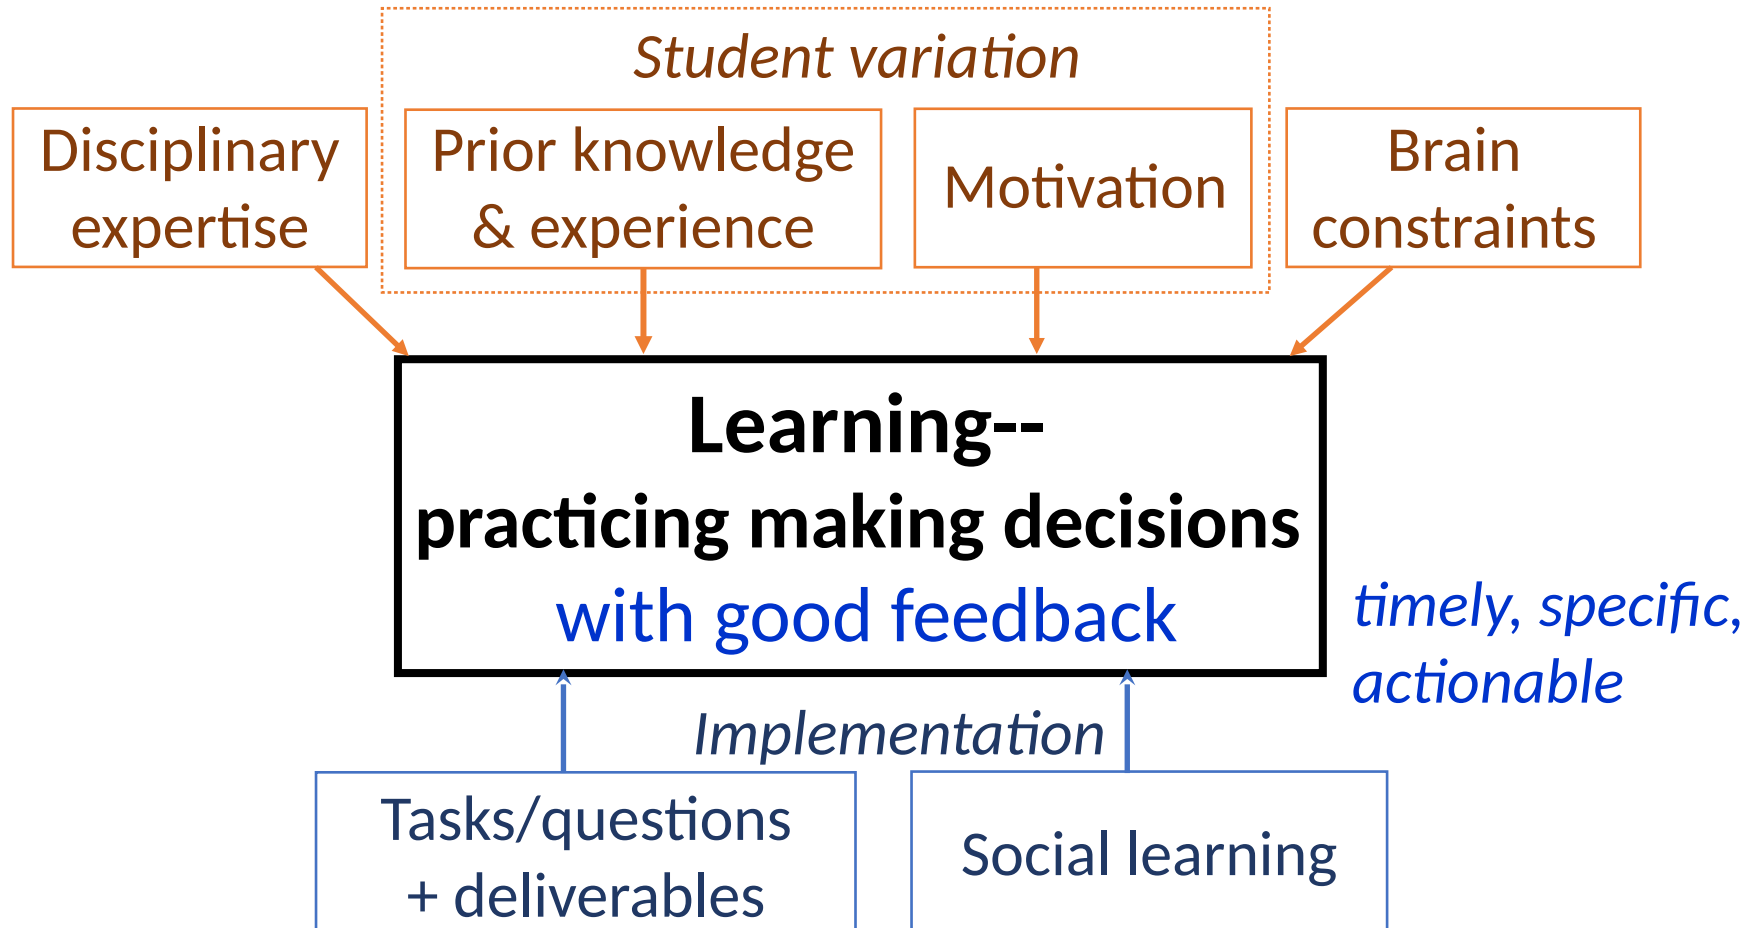 Student variation
Disciplinary
expertise
Prior knowledge
& experience
Motivation
Brain
constraints
Learning--
practicing making decisions
with good feedback
timely, specific,
actionable
Implementation
Tasks/questions
+ deliverables
Social learning